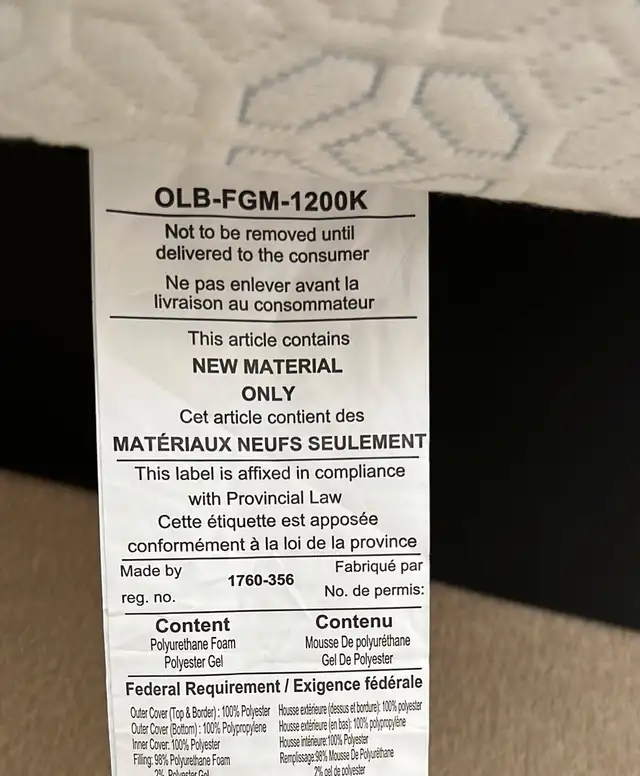 OLB-FGM-1200K
Not to be removed until
delivered to the consumer
Ne pas enlever avant la
livraison au consommateur
This article contains
NEW MATERIAL
ONLY
Cet article contient des
MATÉRIAUX NEUFS SEULEMENT
This label is affixed in compliance
with Provincial Law
Cette étiquette est apposée
conformément à la loi de la province
Made by
reg. no.
1760-356
Fabriqué par
No. de permis:
Content
Polyurethane Foam
Polyester Gel
Contenu
Mousse De polyuréthane
Gel De Polyester
Federal Requirement / Exigence fédérale
Outer Cover (Top & Border) : 100% Polyester
Outer Cover (Bottom) : 100% Polypropylene
Inner Cover: 100% Polyester
Filling: 98% Polyurethane Foam
2% Polyester Gel
Housse extérieure (dessus et bordure): 100% polyester
Housse extérieure (en bas): 100% polypropylène
Housse intérieure:100% Polyester
Remplissage:98% Mousse De Polyuréthane
2% gel de polyester